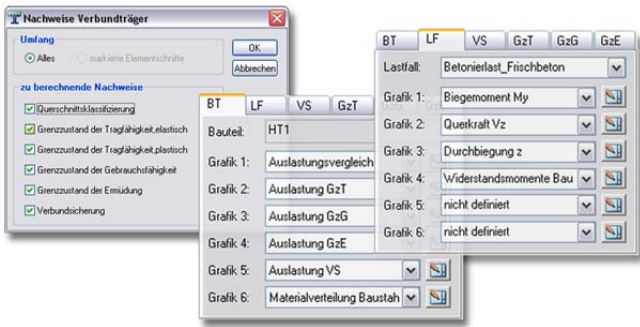 Nachweise Verbundträger
Umfang
Alles
markierte Elementschnitte
OK
Abbrechen
zu berechnende Nachweise
Querschnittsklassifizierung
Grenzzustand der Tragfähigkeit,elastisch
Grenzzustand der Tragfähigkeit,plastisch
Grenzzustand der Gebrauchsfähigkeit
Grenzzustand der Ermüdung
Verbundsicherung
BT LF VS GzT
Bauteil: HT1
Grafik 1: Auslastungsvergleich
Grafik 2: Auslastung GzT
Grafik 3: Auslastung GzG
Grafik 4: Auslastung GzE
Grafik 5: Auslastung VS
Grafik 6: Materialverteilung Baustah
BT LF VS GzT GzG GzE
Lastfall: Betonierlast_Frischbeton
Grafik 1: Biegemoment My
Grafik 2: Querkraft Vz
Grafik 3: Durchbiegung z
Grafik 4: Widerstandsmomente Bau
Grafik 5: nicht definiert
Grafik 6: nicht definiert